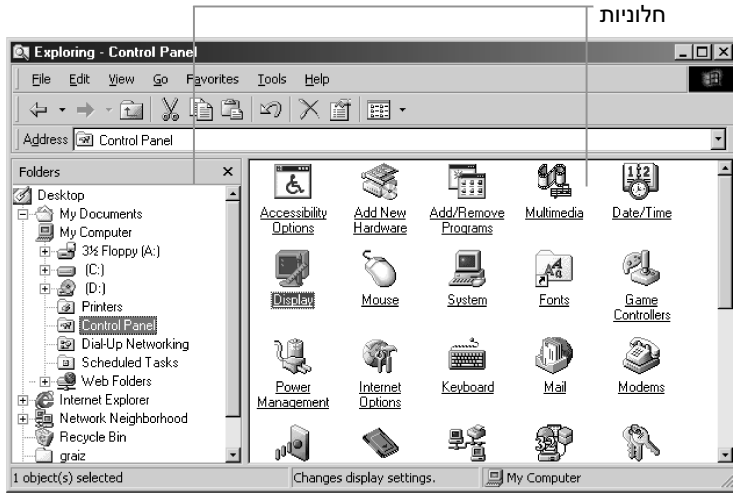 חלוניות
Exploring - Control Panel
File Edit View Go Favorites Tools Help
Address Control Panel
Folders
Desktop
My Documents
My Computer
3½ Floppy (A:)
(C:)
(D:)
Printers
Control Panel
Dial-Up Networking
Scheduled Tasks
Web Folders
Internet Explorer
Network Neighborhood
Recycle Bin
graiz
Accessibility Options
Add New Hardware
Add/Remove Programs
Multimedia
Date/Time
Display
Mouse
System
Fonts
Game Controllers
Power Management
Internet Options
Keyboard
Mail
Modems
1 object(s) selected
Changes display settings.
My Computer